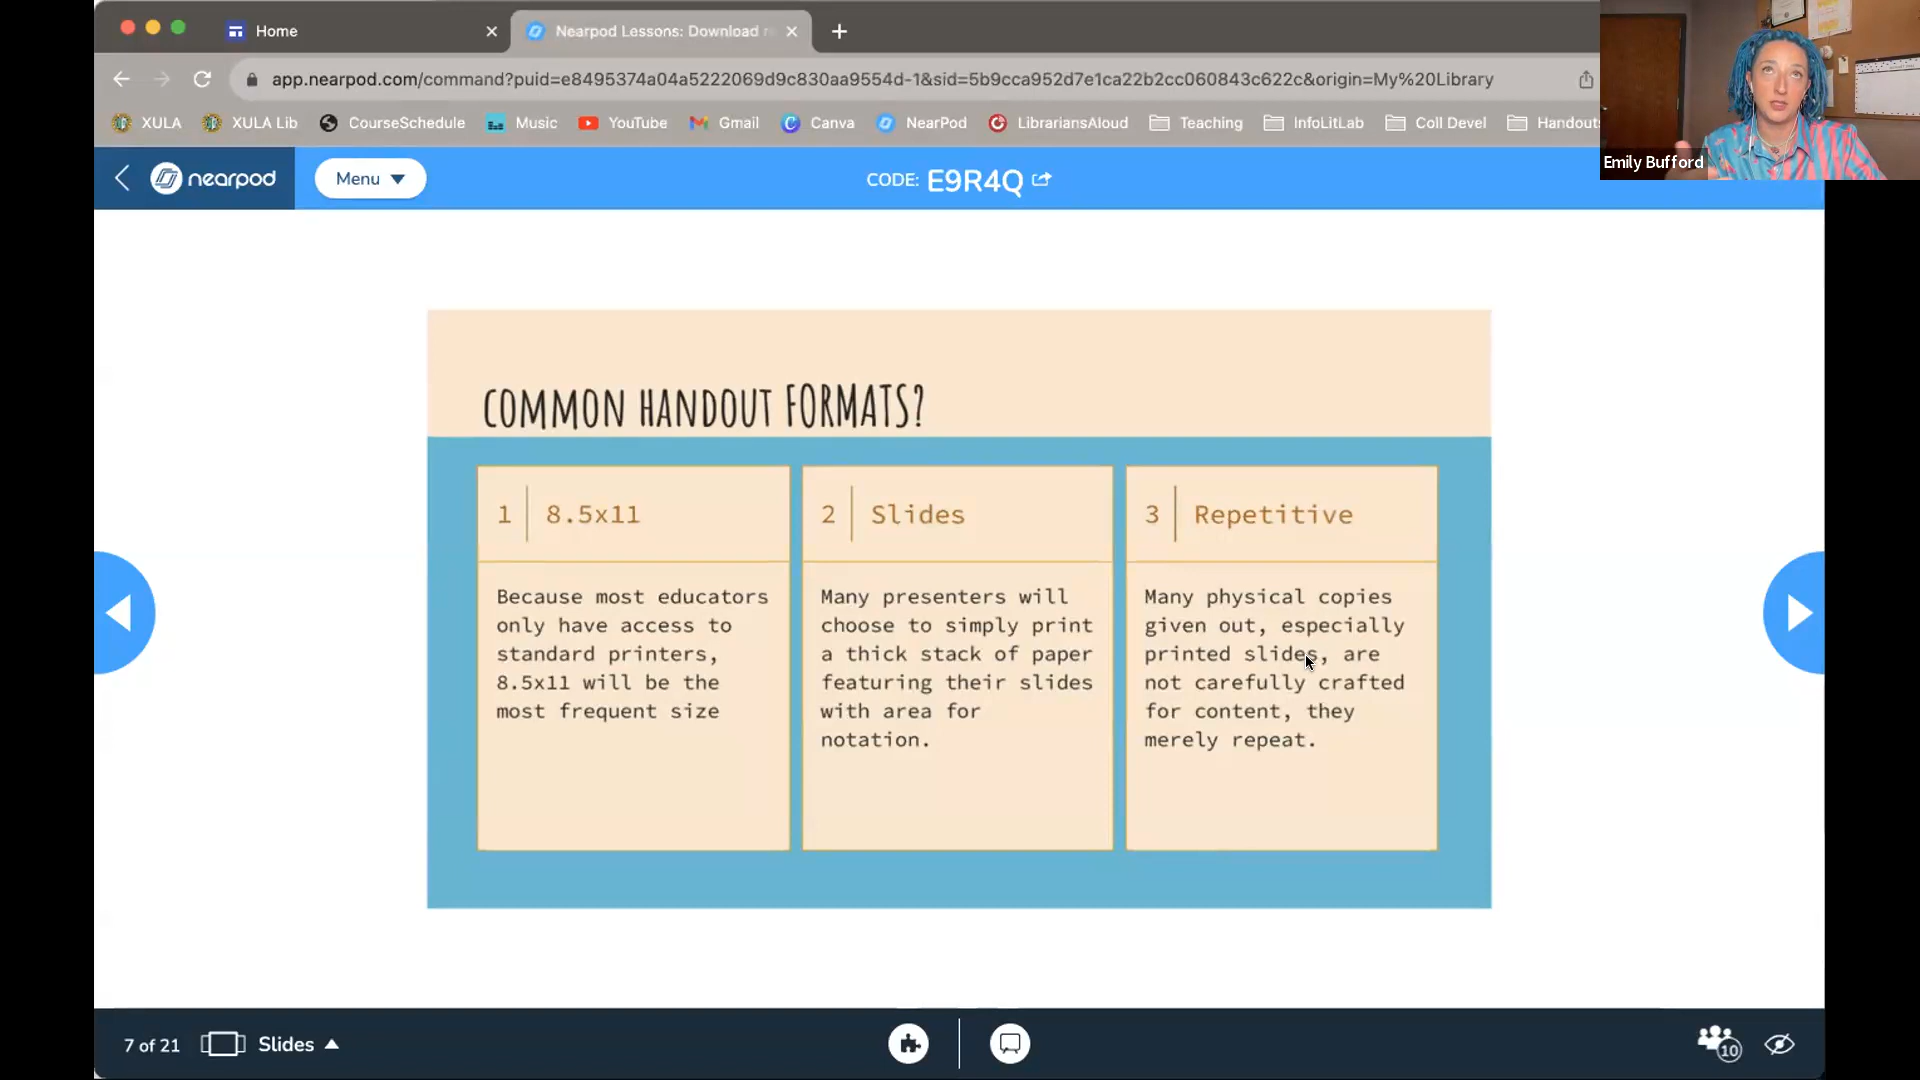 Home
Nearpod Lessons: Download
app.nearpod.com/command?puid=e8495374a04a5222069d9c830aa9554d-1&sid=5b9cca952d7e1ca22b2cc060843c622c&origin=My%20Library
XULA XULA Lib CourseSchedule Music YouTube Gmail Canva NearPod LibrariansAloud Teaching InfoLitLab Coll Devel Handouts
Emily Bufford
nearpod Menu CODE: E9R4Q
COMMON HANDOUT FORMATS?
1 8.5x11
Because most educators
only have access to
standard printers,
8.5x11 will be the
most frequent size
2 Slides
Many presenters will
choose to simply print
a thick stack of paper
featuring their slides
with area for
notation.
3 Repetitive
Many physical copies
given out, especially
printed slides, are
not carefully crafted
for content, they
merely repeat.
7 of 21 Slides 10